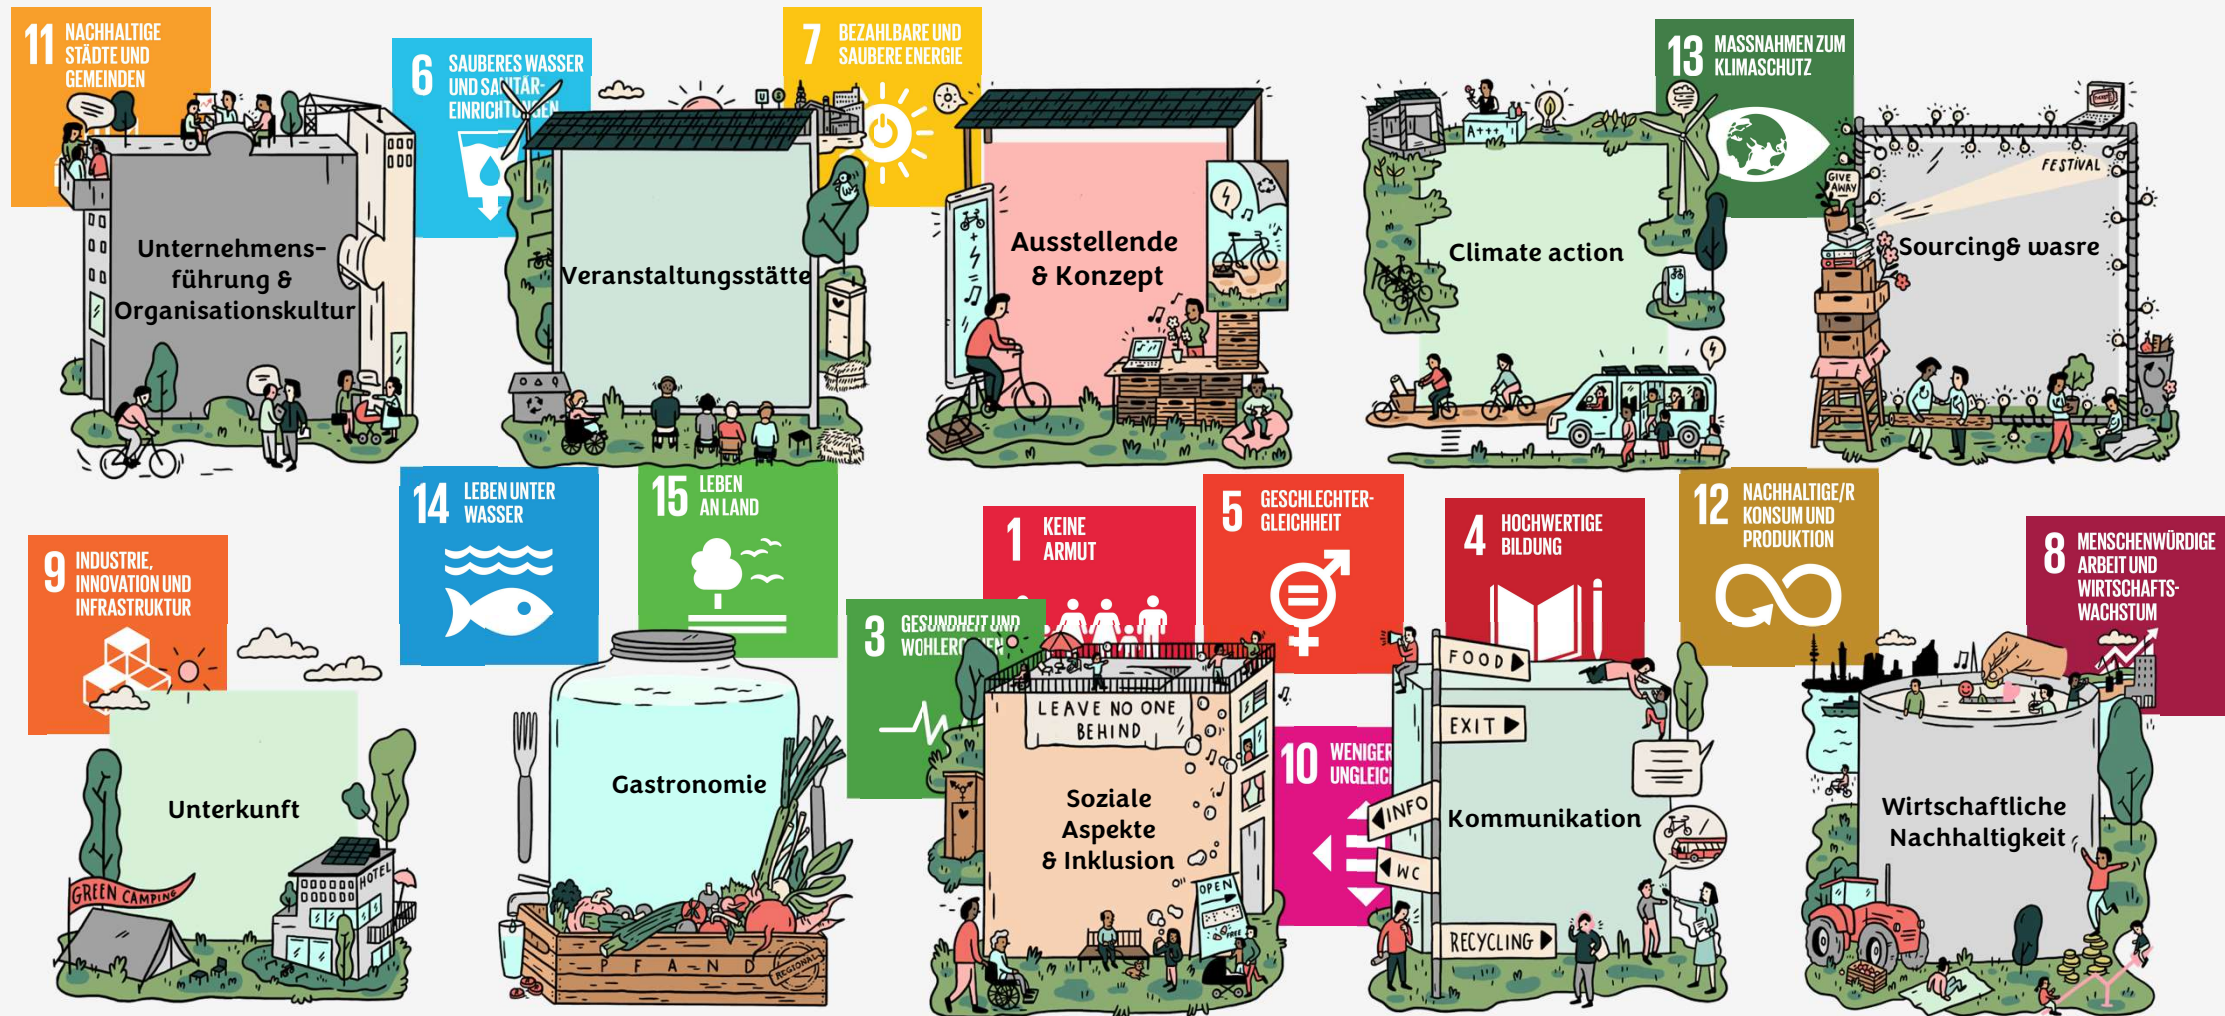 11 NACHHALTIGE
STÄDTE UND
GEMEINDEN
6 SAUBERES WASSER
UND SANITÄR-
EINRICHTUNGEN
7 BEZAHLBARE UND
SAUBERE ENERGIE
13 MASSNAHMEN ZUM
KLIMASCHUTZ
Unternehmens-
führung &
Organisationskultur
U S
Veranstaltungsstätte
Ausstellende
& Konzept
A+++
Climate action
GIVE
AWAY
FESTIVAL
Sourcing& wasre
9 INDUSTRIE,
INNOVATION UND
INFRASTRUKTUR
14 LEBEN UNTER
WASSER
15 LEBEN
AN LAND
3 GESUNDHEIT UND
WOHLERGEHEN
1 KEINE
ARMUT
5 GESCHLECHTER-
GLEICHHEIT
4 HOCHWERTIGE
BILDUNG
12 NACHHALTIGE/R
KONSUM UND
PRODUKTION
8 MENSCHENWÜRDIGE
ARBEIT UND
WIRTSCHAFTS-
WACHSTUM
10 WENIGER
UNGLEIC
Unterkunft
GREEN CAMPING
HOTEL
Gastronomie
PFAND
REGIONAL
LEAVE NO ONE
BEHIND
Soziale
Aspekte
& Inklusion
OPEN
FREE
FOOD
EXIT
INFO
WC
RECYCLING
Kommunikation
Wirtschaftliche
Nachhaltigkeit